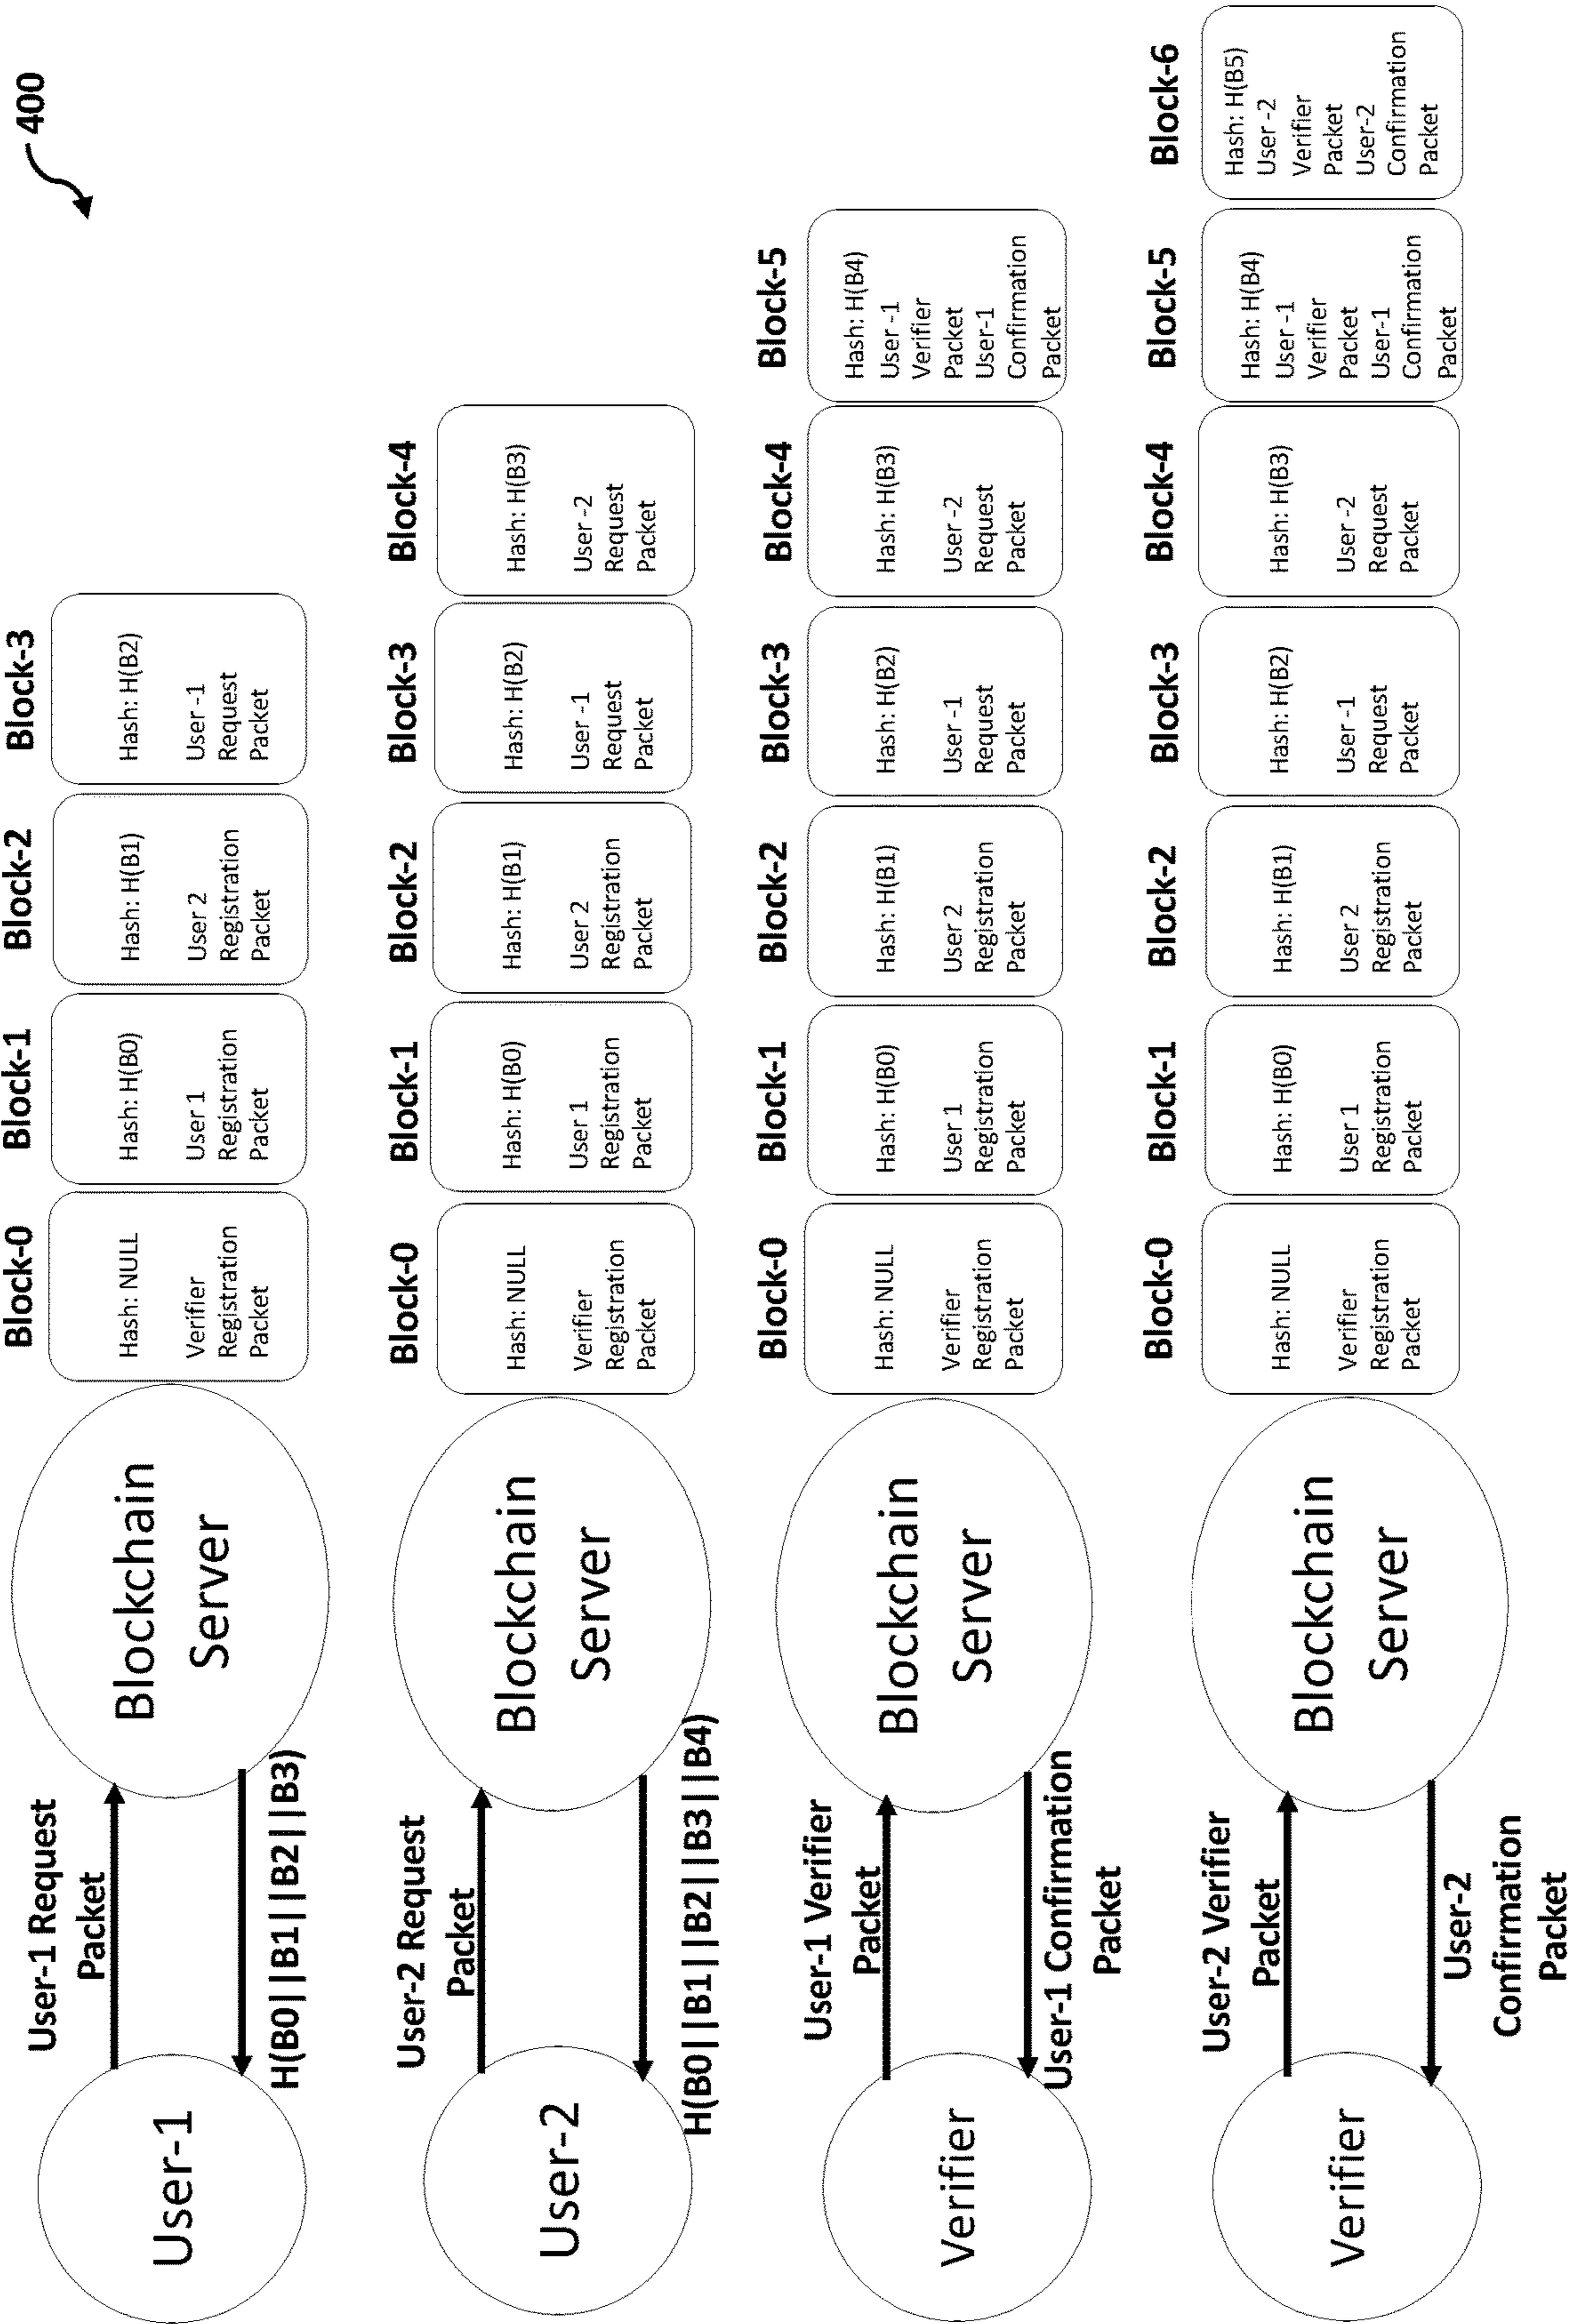 400
User-1
User-1 Request
Packet
H(B0||B1||B2||B3)
Blockchain
Server
Block-0
Hash: NULL
Verifier
Registration
Packet
Block-1
Hash: H(B0)
User 1
Registration
Packet
Block-2
Hash: H(B1)
User 2
Registration
Packet
Block-3
Hash: H(B2)
User -1
Request
Packet
User-2
User-2 Request
Packet
H(B0||B1||B2||B3||B4)
Blockchain
Server
Block-0
Hash: NULL
Verifier
Registration
Packet
Block-1
Hash: H(B0)
User 1
Registration
Packet
Block-2
Hash: H(B1)
User 2
Registration
Packet
Block-3
Hash: H(B2)
User -1
Request
Packet
Block-4
Hash: H(B3)
User -2
Request
Packet
Verifier
User-1 Verifier
Packet
User-1 Confirmation
Packet
Blockchain
Server
Block-0
Hash: NULL
Verifier
Registration
Packet
Block-1
Hash: H(B0)
User 1
Registration
Packet
Block-2
Hash: H(B1)
User 2
Registration
Packet
Block-3
Hash: H(B2)
User -1
Request
Packet
Block-4
Hash: H(B3)
User -2
Request
Packet
Block-5
Hash: H(B4)
User -1
Verifier
Packet
User-1
Confirmation
Packet
Verifier
User-2 Verifier
Packet
User-2
Confirmation
Packet
Blockchain
Server
Block-0
Hash: NULL
Verifier
Registration
Packet
Block-1
Hash: H(B0)
User 1
Registration
Packet
Block-2
Hash: H(B1)
User 2
Registration
Packet
Block-3
Hash: H(B2)
User -1
Request
Packet
Block-4
Hash: H(B3)
User -2
Request
Packet
Block-5
Hash: H(B4)
User -1
Verifier
Packet
User-1
Confirmation
Packet
Block-6
Hash: H(B5)
User -2
Verifier
Packet
User-2
Confirmation
Packet